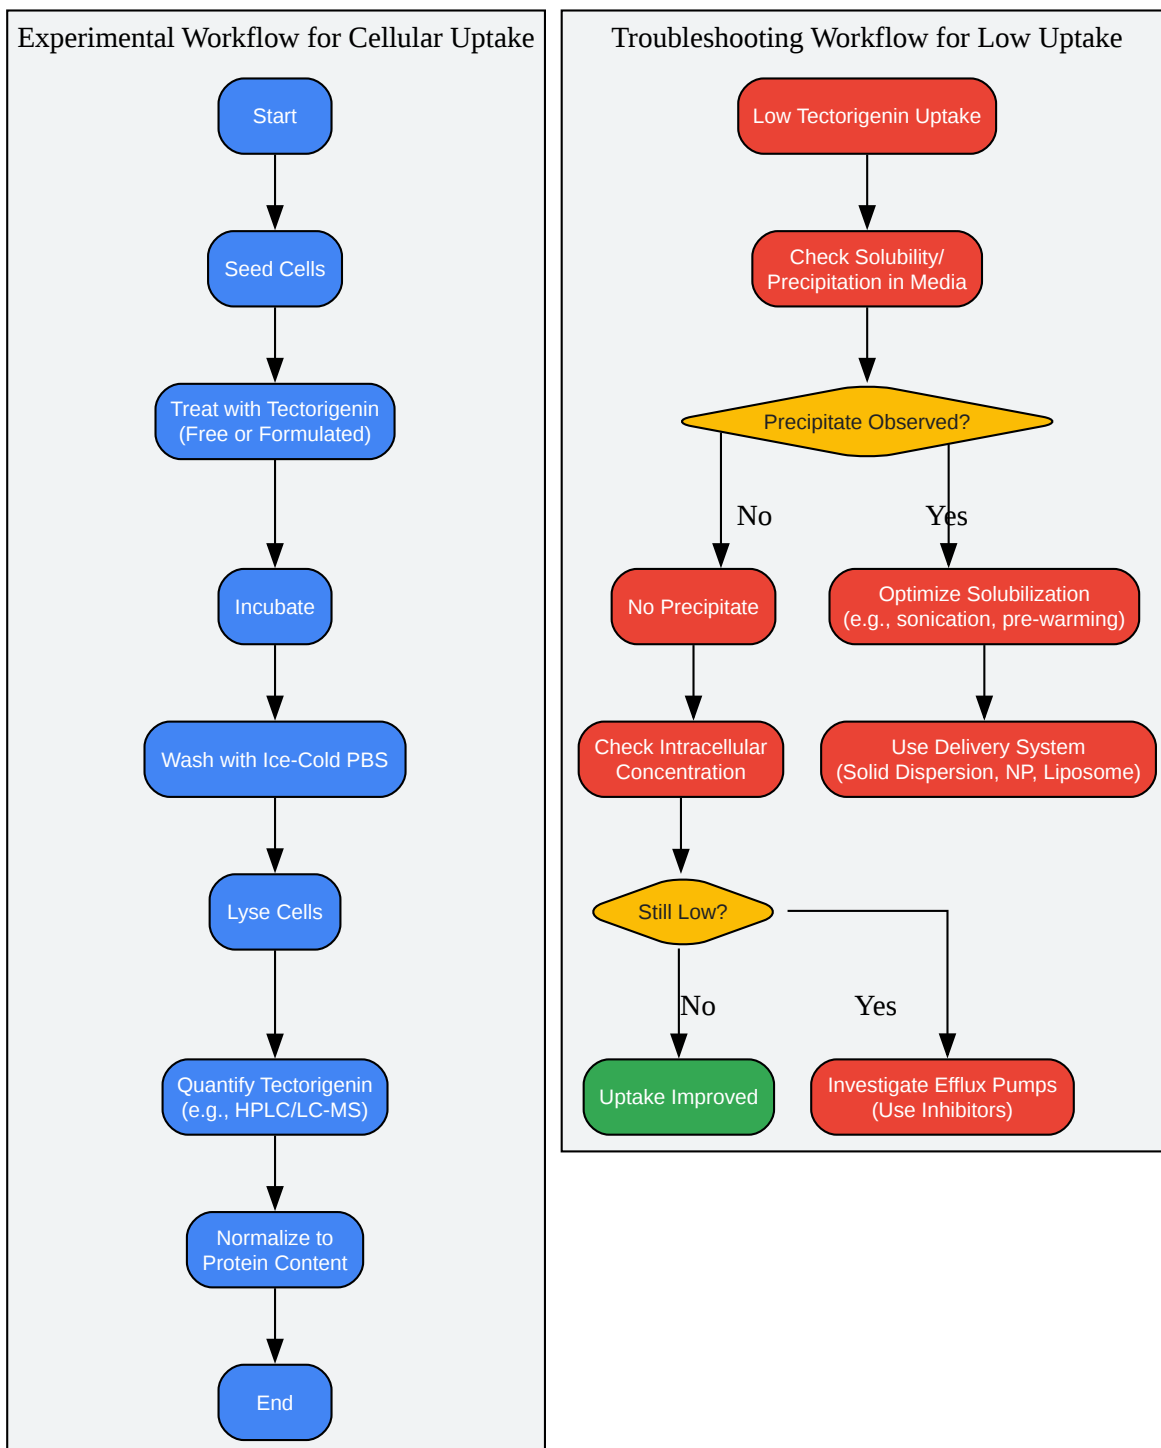 Experimental Workflow for Cellular Uptake
Start
Seed Cells
Treat with Tectorigenin
(Free or Formulated)
Incubate
Wash with Ice-Cold PBS
Lyse Cells
Quantify Tectorigenin
(e.g., HPLC/LC-MS)
Normalize to
Protein Content
End
Troubleshooting Workflow for Low Uptake
Low Tectorigenin Uptake
Check Solubility/
Precipitation in Media
Precipitate Observed?
No
Yes
No Precipitate
Optimize Solubilization
(e.g., sonication, pre-warming)
Check Intracellular
Concentration
Use Delivery System
(Solid Dispersion, NP, Liposome)
Still Low?
No
Yes
Uptake Improved
Investigate Efflux Pumps
(Use Inhibitors)